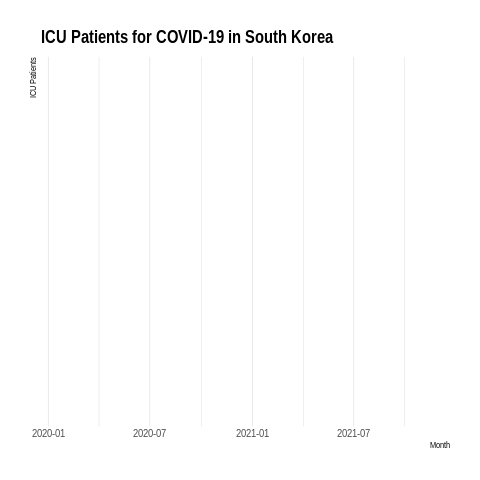 ICU Patients for COVID-19 in South Korea
ICU Patients
2020-01 2020-07 2021-01 2021-07
Month